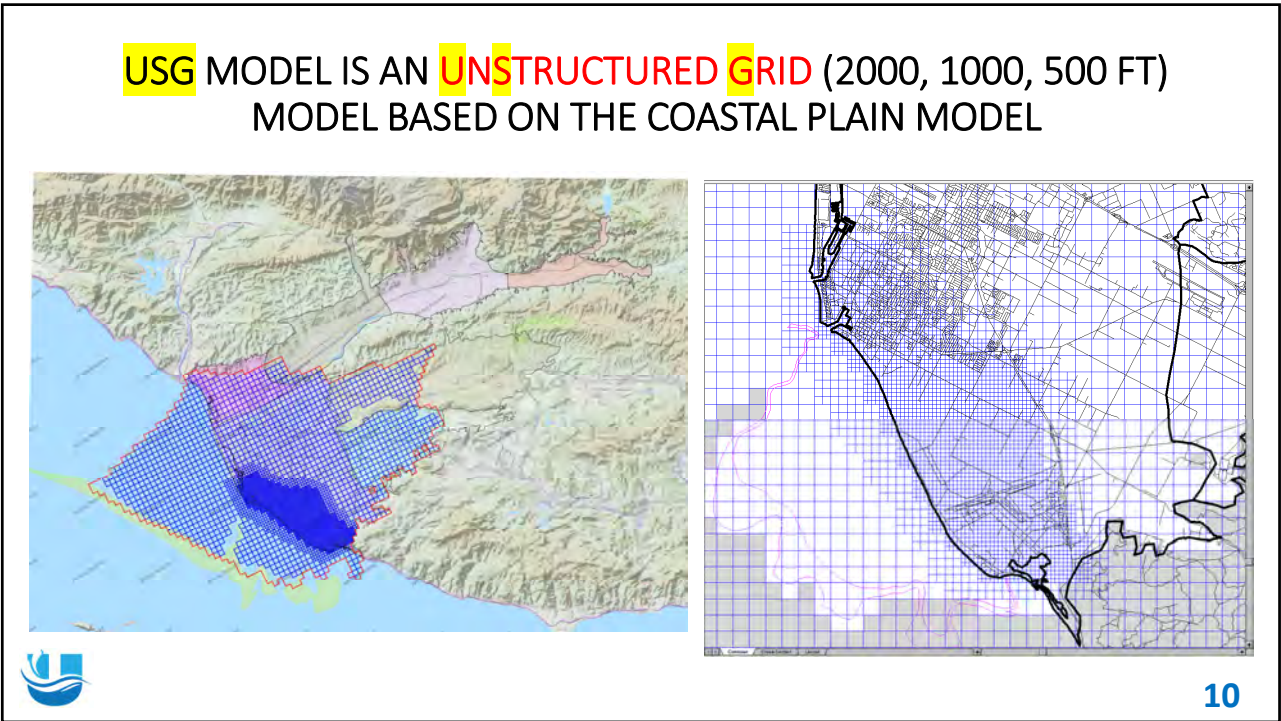 USG MODEL IS AN UNSTRUCTURED GRID (2000, 1000, 500 FT)
MODEL BASED ON THE COASTAL PLAIN MODEL
10